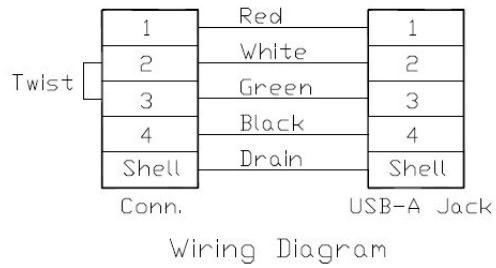 Red
1 1
White
2 2
Twist
Green
3 3
Black
4 4
Drain
Shell Shell
Conn. USB-A Jack
Wiring Diagram